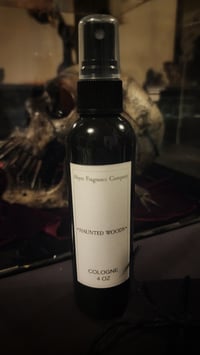 Fragrance Company
*HAUNTED WOODS*
COLOGNE
4 OZ